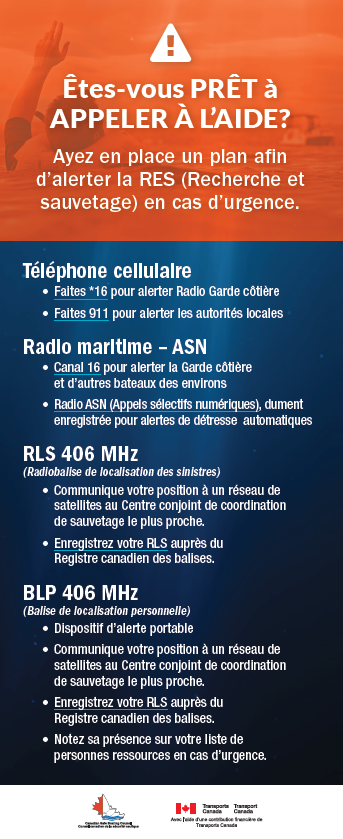 Êtes-vous PRÊT à
APPELER À L'AIDE?
Ayez en place un plan afin
d'alerter la RES (Recherche et
sauvetage) en cas d'urgence.
Téléphone cellulaire
• Faites *16 pour alerter Radio Garde côtière
• Faites 911 pour alerter les autorités locales
Radio maritime – ASN
• Canal 16 pour alerter la Garde côtière
et d'autres bateaux des environs
• Radio ASN (Appels sélectifs numériques), dument
enregistrée pour alertes de détresse automatiques
RLS 406 MHz
(Radiobalise de localisation des sinistres)
• Communique votre position à un réseau de
satellites au Centre conjoint de coordination
de sauvetage le plus proche.
• Enregistrez votre RLS auprès du
Registre canadien des balises.
BLP 406 MHz
(Balise de localisation personnelle)
• Dispositif d'alerte portable
• Communique votre position à un réseau de
satellites au Centre conjoint de coordination
de sauvetage le plus proche.
• Enregistrez votre RLS auprès du
Registre canadien des balises.
• Notez sa présence sur votre liste de
personnes ressources en cas d'urgence.
Canadian Safe Boating Council
Conseil canadien de la sécurité nautique
Transports Canada
Transport Canada
Avec l'aide d'une contribution financière de
Transports Canada